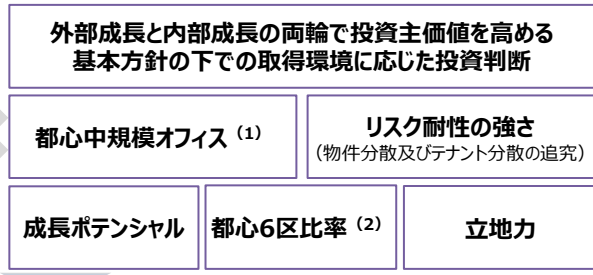 外部成長と内部成長の両輪で投資主価値を高める
基本方針の下での取得環境に応じた投資判断
都心中規模オフィス (1)
リスク耐性の強さ
(物件分散及びテナント分散の追究)
成長ポテンシャル
都心6区比率 (2)
立地力